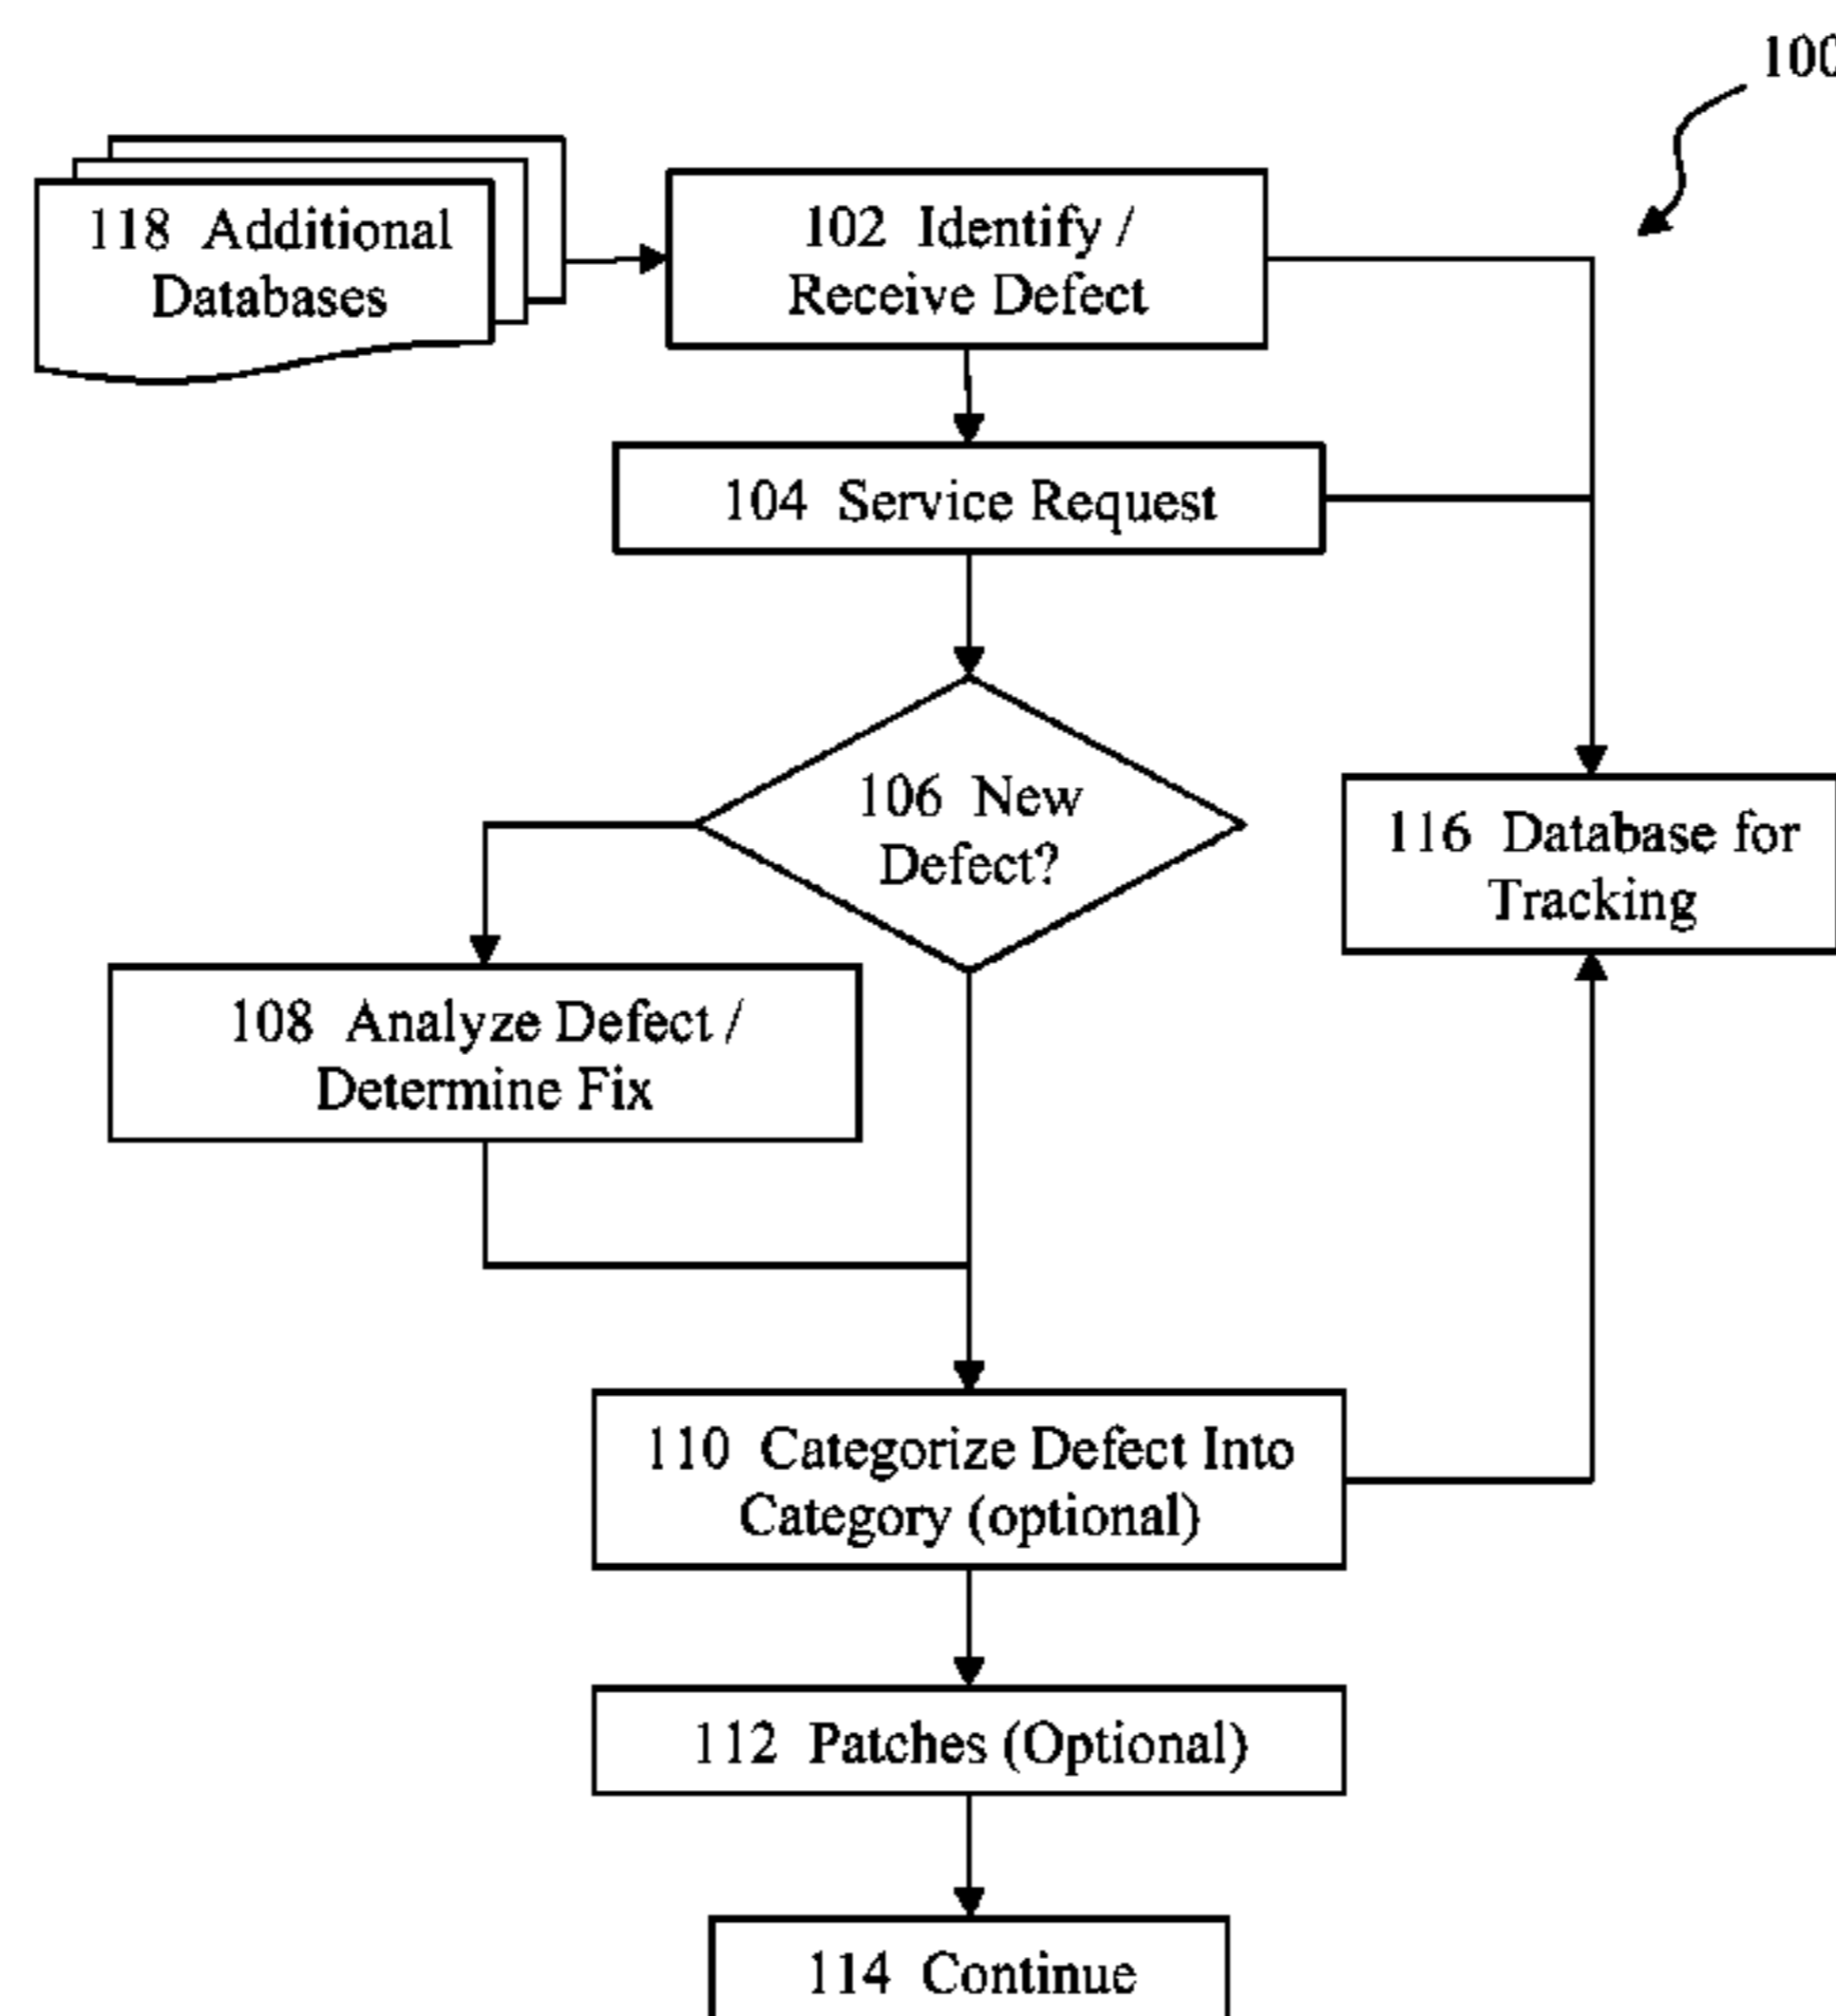 100
118 Additional
Databases
102 Identify /
Receive Defect
104 Service Request
106 New
Defect?
116 Database for
Tracking
108 Analyze Defect /
Determine Fix
110 Categorize Defect Into
Category (optional)
112 Patches (Optional)
114 Continue